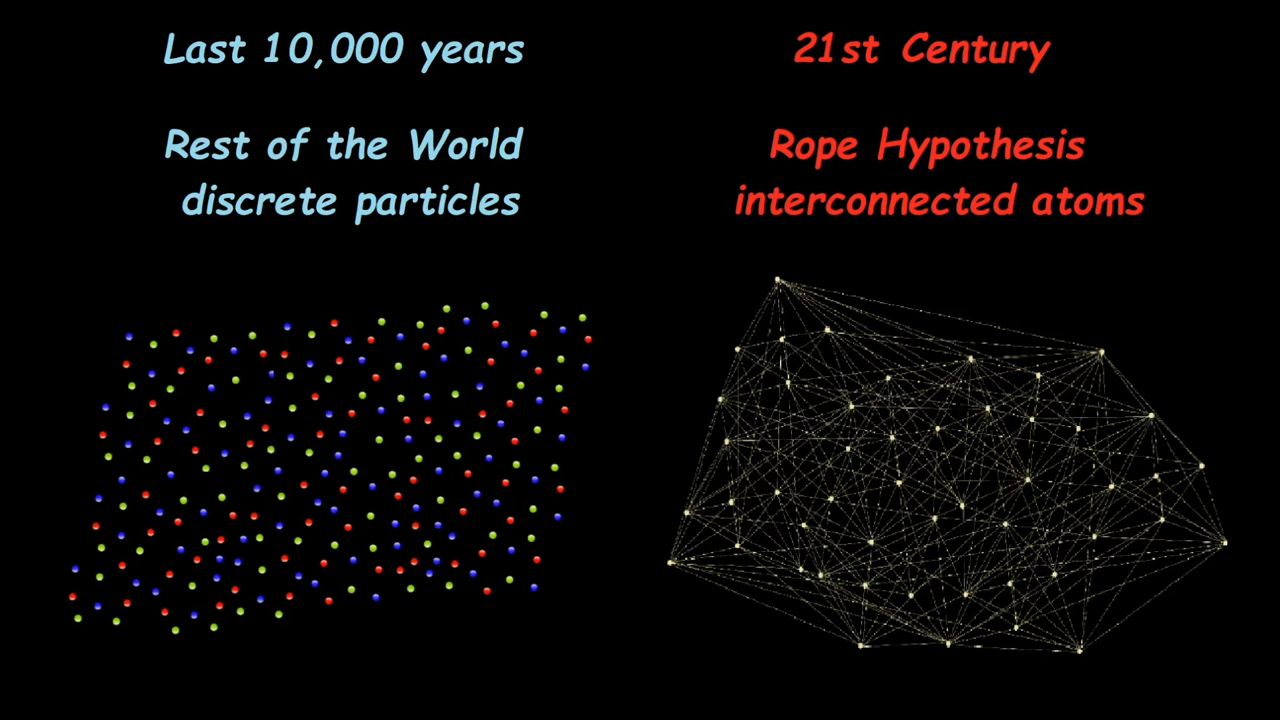 Last 10,000 years
Rest of the World
discrete particles
21st Century
Rope Hypothesis
interconnected atoms